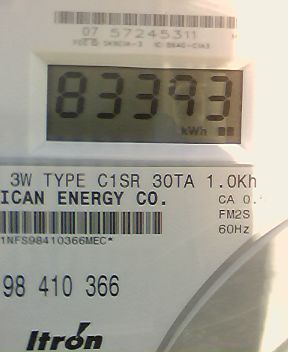 07 57245311
83393
kWh
3W TYPE C1SR 30TA 1.0Kh
ICAN ENERGY CO.
CA 0.
FM2S
60Hz
1NFS98410366MEC*
98 410 366
Itron